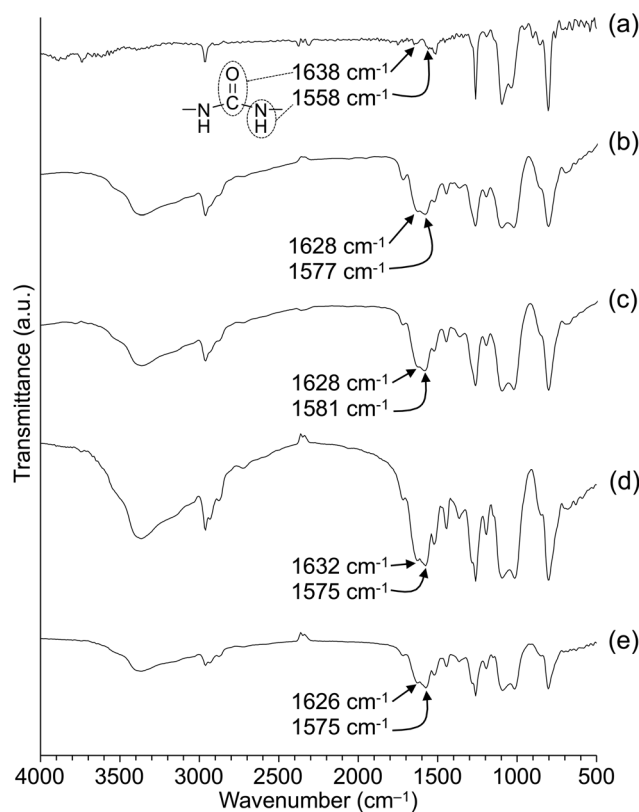 (a)
O
C
N
H
N
H
1638 cm⁻¹
1558 cm⁻¹
(b)
1628 cm⁻¹
1577 cm⁻¹
(c)
1628 cm⁻¹
1581 cm⁻¹
(d)
1632 cm⁻¹
1575 cm⁻¹
(e)
1626 cm⁻¹
1575 cm⁻¹
Transmittance (a.u.)
4000 3500 3000 2500 2000 1500 1000 500
Wavenumber (cm⁻¹)